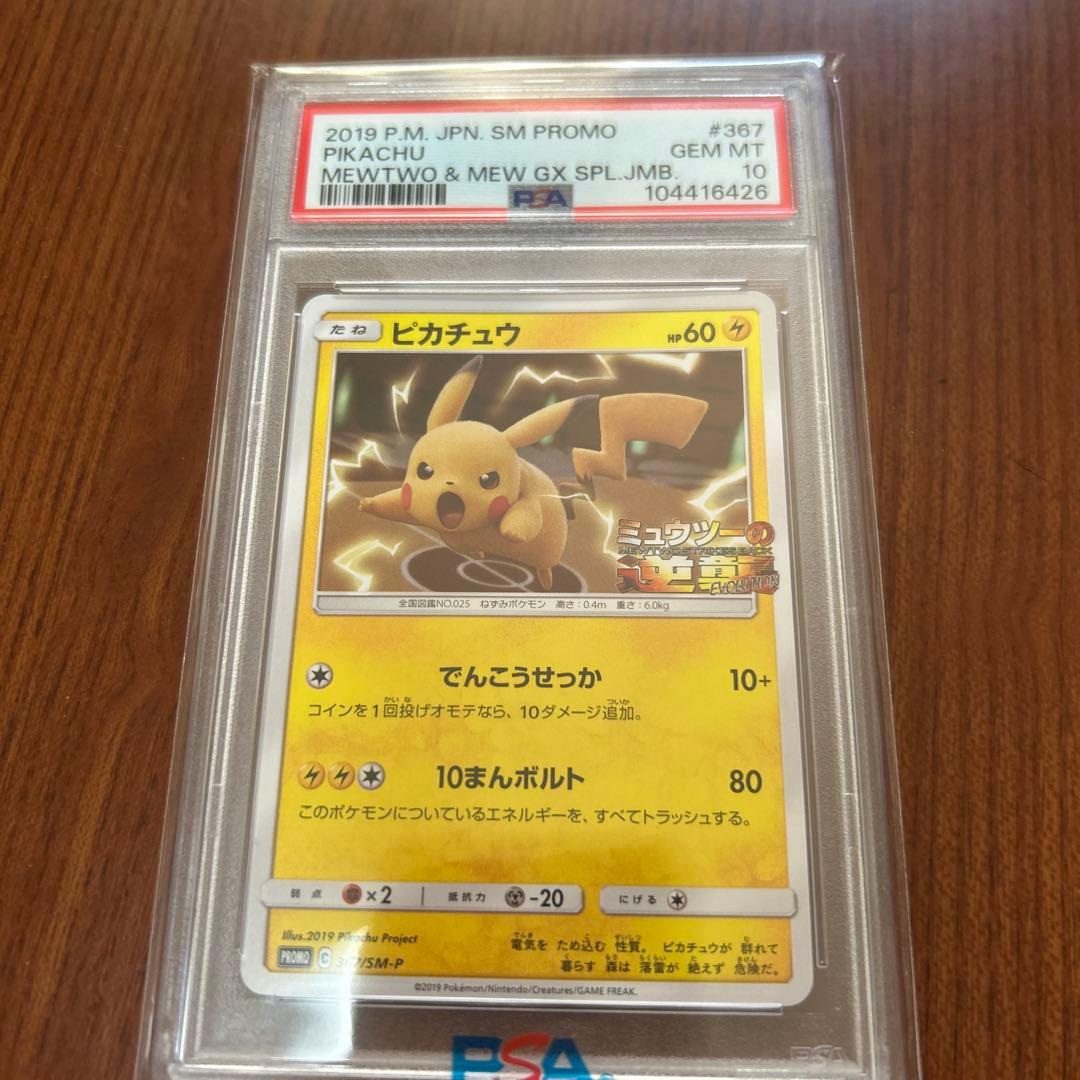 2019 P.M. JPN. SM PROMO #367
PIKACHU GEM MT
MEWTWO & MEW GX SPL.JMB. 10
PSA 104416426
たね ピカチュウ HP60
ミュウツーの
MEWTWO STRIKES BACK
逆襲
EVOLUTION
全国図鑑NO.025 ねずみポケモン 高さ:0.4m 重さ:6.0kg
でんこうせっか 10+
コインを1回投げオモテなら、10ダメージ追加。
10まんボルト 80
このポケモンについているエネルギーを、すべてトラッシュする。
弱点 ×2 抵抗力 -20 にげる
Illus.2019 Pikachu Project
電気を ため込む 性質。 ピカチュウが 群れて
暮らす 森は 落雷が 絶えず 危険だ。
PROMO C 367/SM-P
©2019 Pokémon/Nintendo/Creatures/GAME FREAK.
PSA
PSA